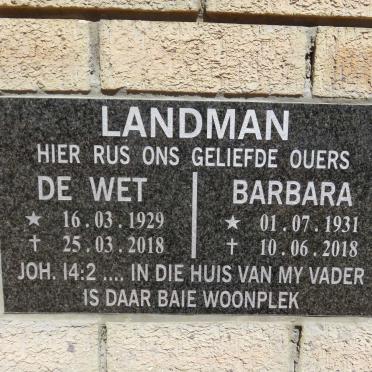 LANDMAN
HIER RUS ONS GELIEFDE OUERS
DE WET BARBARA
★ 16.03.1929 ★ 01.07.1931
† 25.03.2018 † 10.06.2018
JOH. 14:2 .... IN DIE HUIS VAN MY VADER
IS DAAR BAIE WOONPLEK